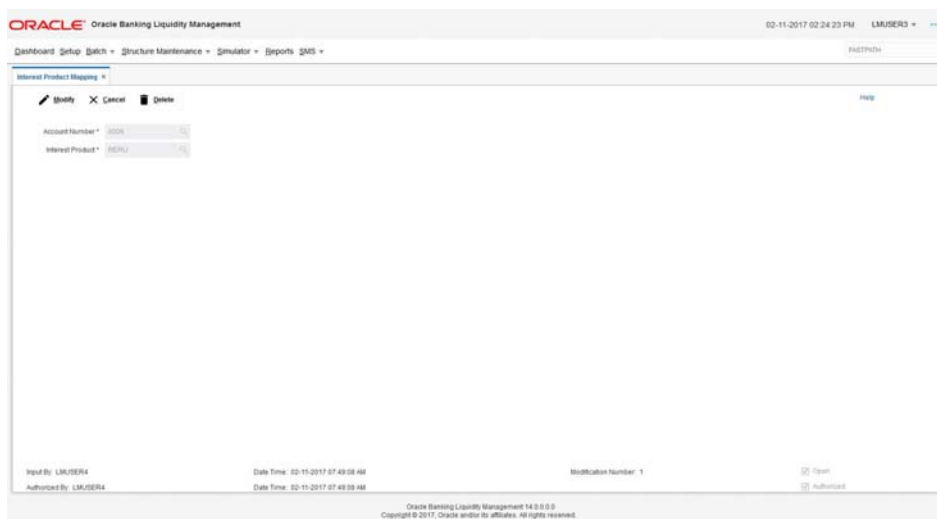 ORACLE® Oracle Banking Liquidity Management 02-11-2017 02:24:23 PM LMUSER3
Dashboard Setup Batch Structure Maintenance Simulator Reports SMS FASTPATH
Interest Product Mapping ×
Modify Cancel Delete Help
Account Number *
Interest Product *
Input By: LMUSER4 Date Time: 02-11-2017 07:49:08 AM Modification Number: 1 Open
Authorized By: LMUSER4 Date Time: 02-11-2017 07:49:08 AM Authorized
Oracle Banking Liquidity Management 14.0.0.0.0
Copyright © 2017, Oracle and/or its affiliates. All rights reserved.